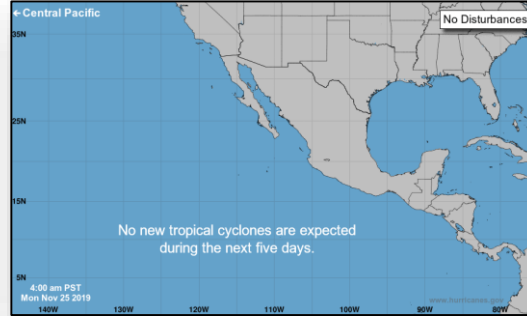 ← Central Pacific
No Disturbances
35N
25N
15N
No new tropical cyclones are expected
during the next five days.
5N
4:00 am PST
Mon Nov 25 2019
www.hurricanes.gov
140W 130W 120W 110W 100W 90W 80W